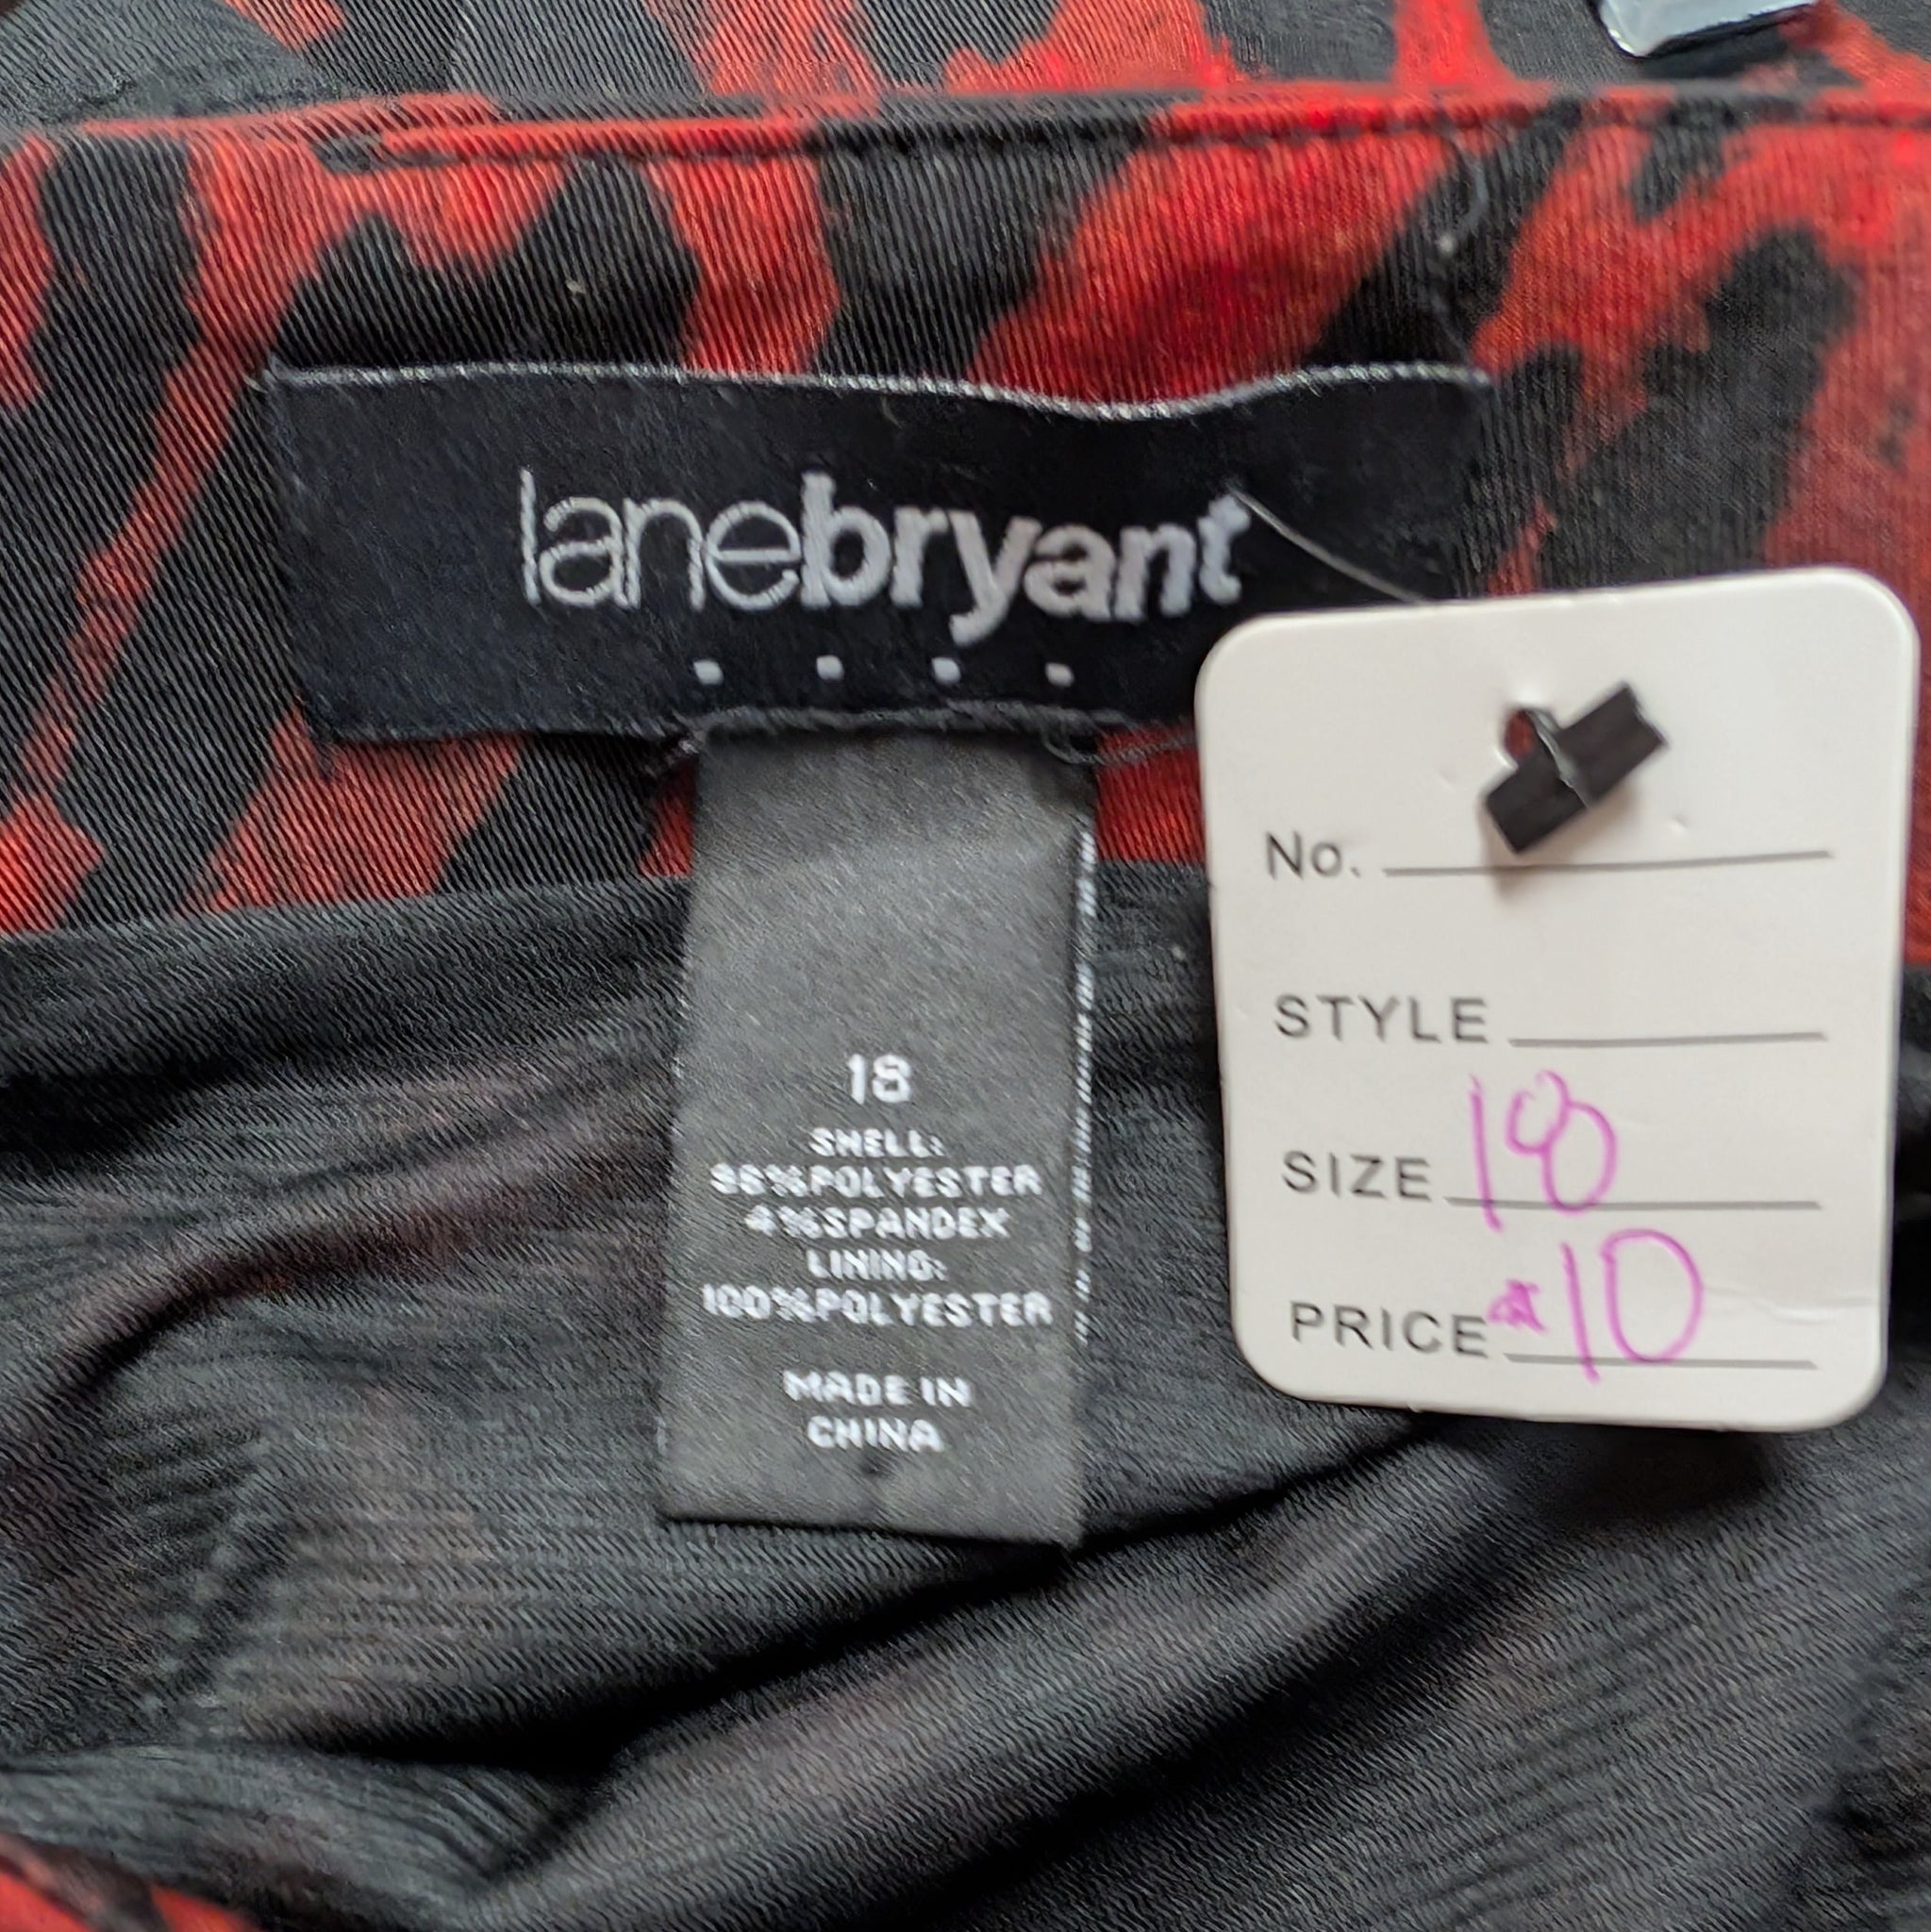 lanebryant
18
SHELL:
96%POLYESTER
4%SPANDEX
LINING:
100%POLYESTER
MADE IN
CHINA
No.
STYLE
SIZE 18
PRICE $10